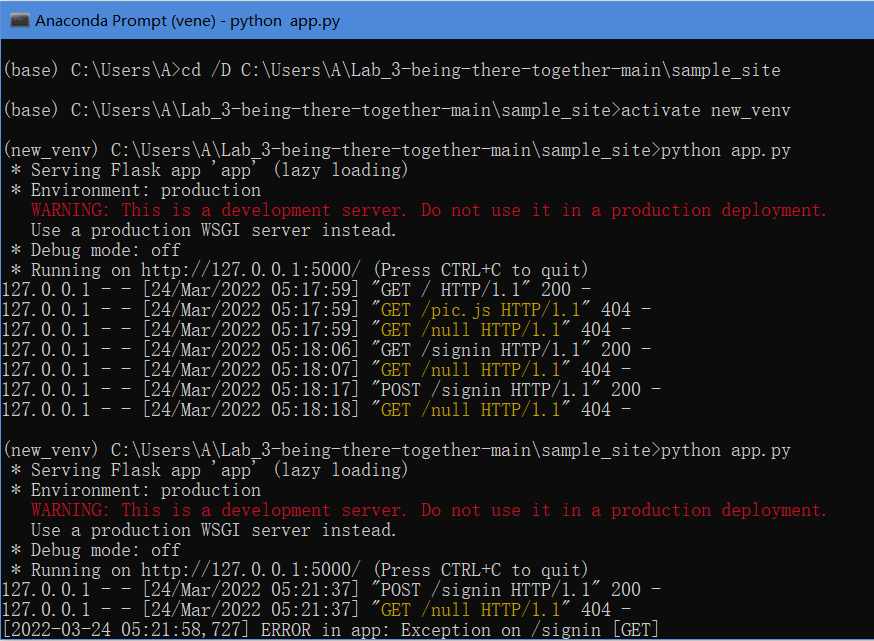 Anaconda Prompt (vene) - python  app.py
(base) C:\Users\A>cd /D C:\Users\A\Lab_3-being-there-together-main\sample_site
(base) C:\Users\A\Lab_3-being-there-together-main\sample_site>activate new_venv
(new_venv) C:\Users\A\Lab_3-being-there-together-main\sample_site>python app.py
 * Serving Flask app 'app' (lazy loading)
 * Environment: production
   WARNING: This is a development server. Do not use it in a production deployment.
   Use a production WSGI server instead.
 * Debug mode: off
 * Running on http://127.0.0.1:5000/ (Press CTRL+C to quit)
127.0.0.1 - - [24/Mar/2022 05:17:59] "GET / HTTP/1.1" 200 -
127.0.0.1 - - [24/Mar/2022 05:17:59] "GET /pic.js HTTP/1.1" 404 -
127.0.0.1 - - [24/Mar/2022 05:17:59] "GET /null HTTP/1.1" 404 -
127.0.0.1 - - [24/Mar/2022 05:18:06] "GET /signin HTTP/1.1" 200 -
127.0.0.1 - - [24/Mar/2022 05:18:07] "GET /null HTTP/1.1" 404 -
127.0.0.1 - - [24/Mar/2022 05:18:17] "POST /signin HTTP/1.1" 200 -
127.0.0.1 - - [24/Mar/2022 05:18:18] "GET /null HTTP/1.1" 404 -
(new_venv) C:\Users\A\Lab_3-being-there-together-main\sample_site>python app.py
 * Serving Flask app 'app' (lazy loading)
 * Environment: production
   WARNING: This is a development server. Do not use it in a production deployment.
   Use a production WSGI server instead.
 * Debug mode: off
 * Running on http://127.0.0.1:5000/ (Press CTRL+C to quit)
127.0.0.1 - - [24/Mar/2022 05:21:37] "POST /signin HTTP/1.1" 200 -
127.0.0.1 - - [24/Mar/2022 05:21:37] "GET /null HTTP/1.1" 404 -
[2022-03-24 05:21:58,727] ERROR in app: Exception on /signin [GET]